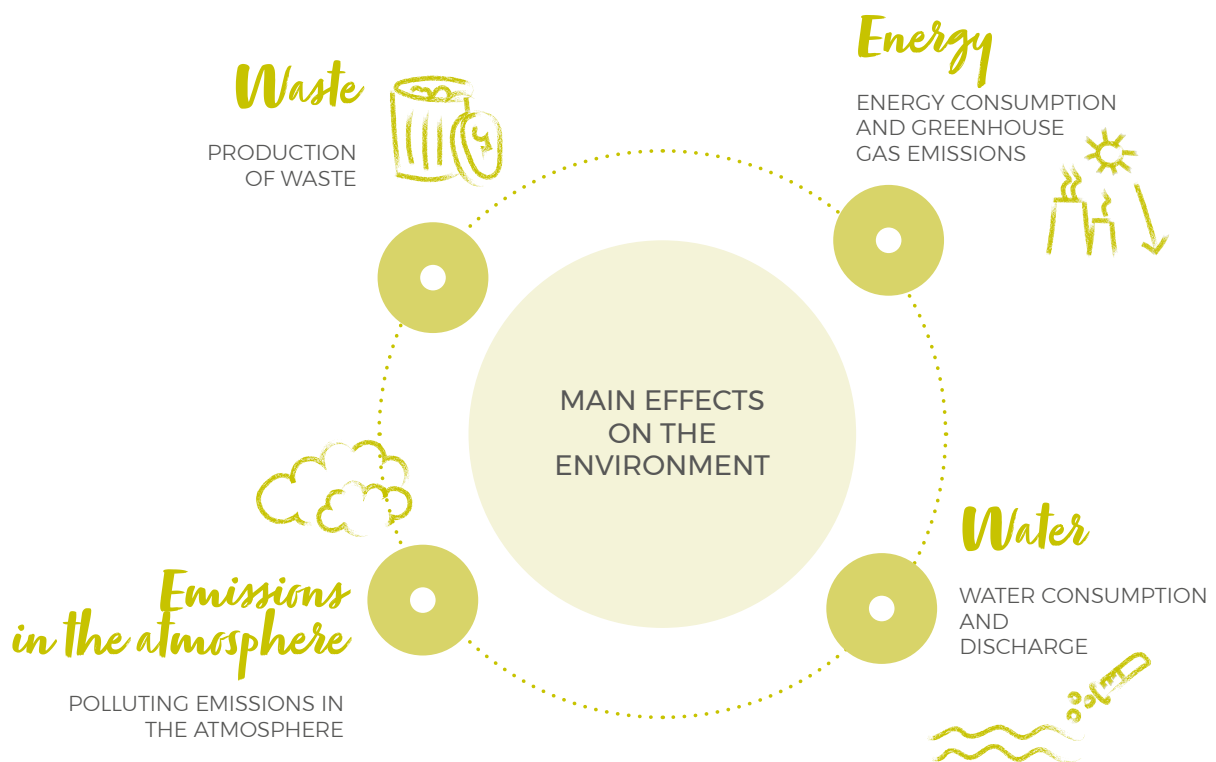 Waste
PRODUCTION
OF WASTE
Energy
ENERGY CONSUMPTION
AND GREENHOUSE
GAS EMISSIONS
MAIN EFFECTS
ON THE
ENVIRONMENT
Emissions
in the atmosphere
POLLUTING EMISSIONS IN
THE ATMOSPHERE
Water
WATER CONSUMPTION
AND
DISCHARGE